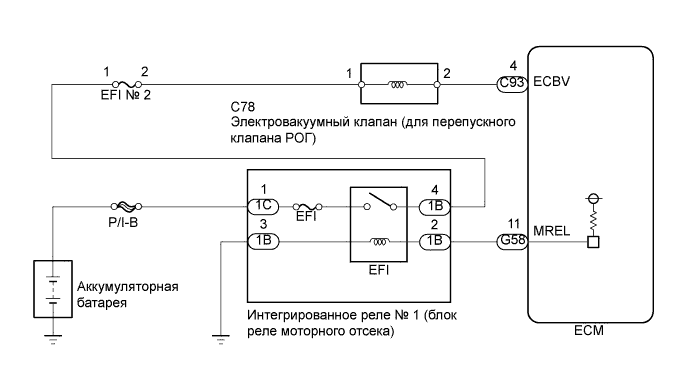 1 2
EFI № 2
1 2
4
C93 ECBV
C78
Электровакуумный клапан (для перепускного
клапана РОГ)
P/I-B
1
1C
EFI
4
1B
3
1B
2
1B
EFI
11
G58 MREL
Аккумуляторная
батарея
Интегрированное реле № 1 (блок
реле моторного отсека)
ECM